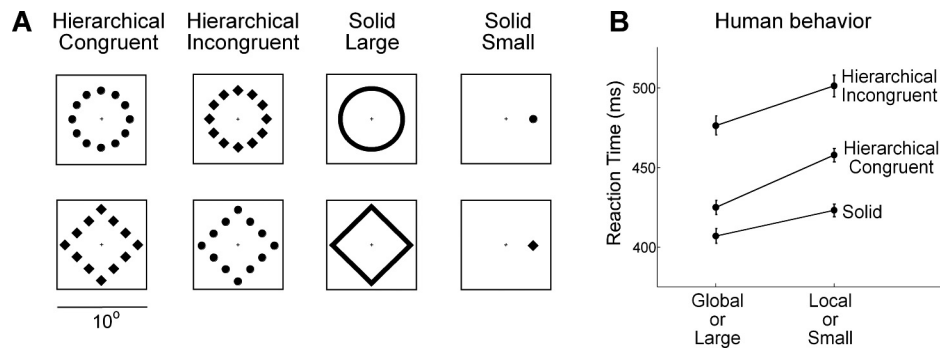 A
Hierarchical
Congruent
Hierarchical
Incongruent
Solid
Large
Solid
Small
10°
B
Human behavior
Reaction Time (ms)
500
450
400
Hierarchical
Incongruent
Hierarchical
Congruent
Solid
Global
or
Large
Local
or
Small